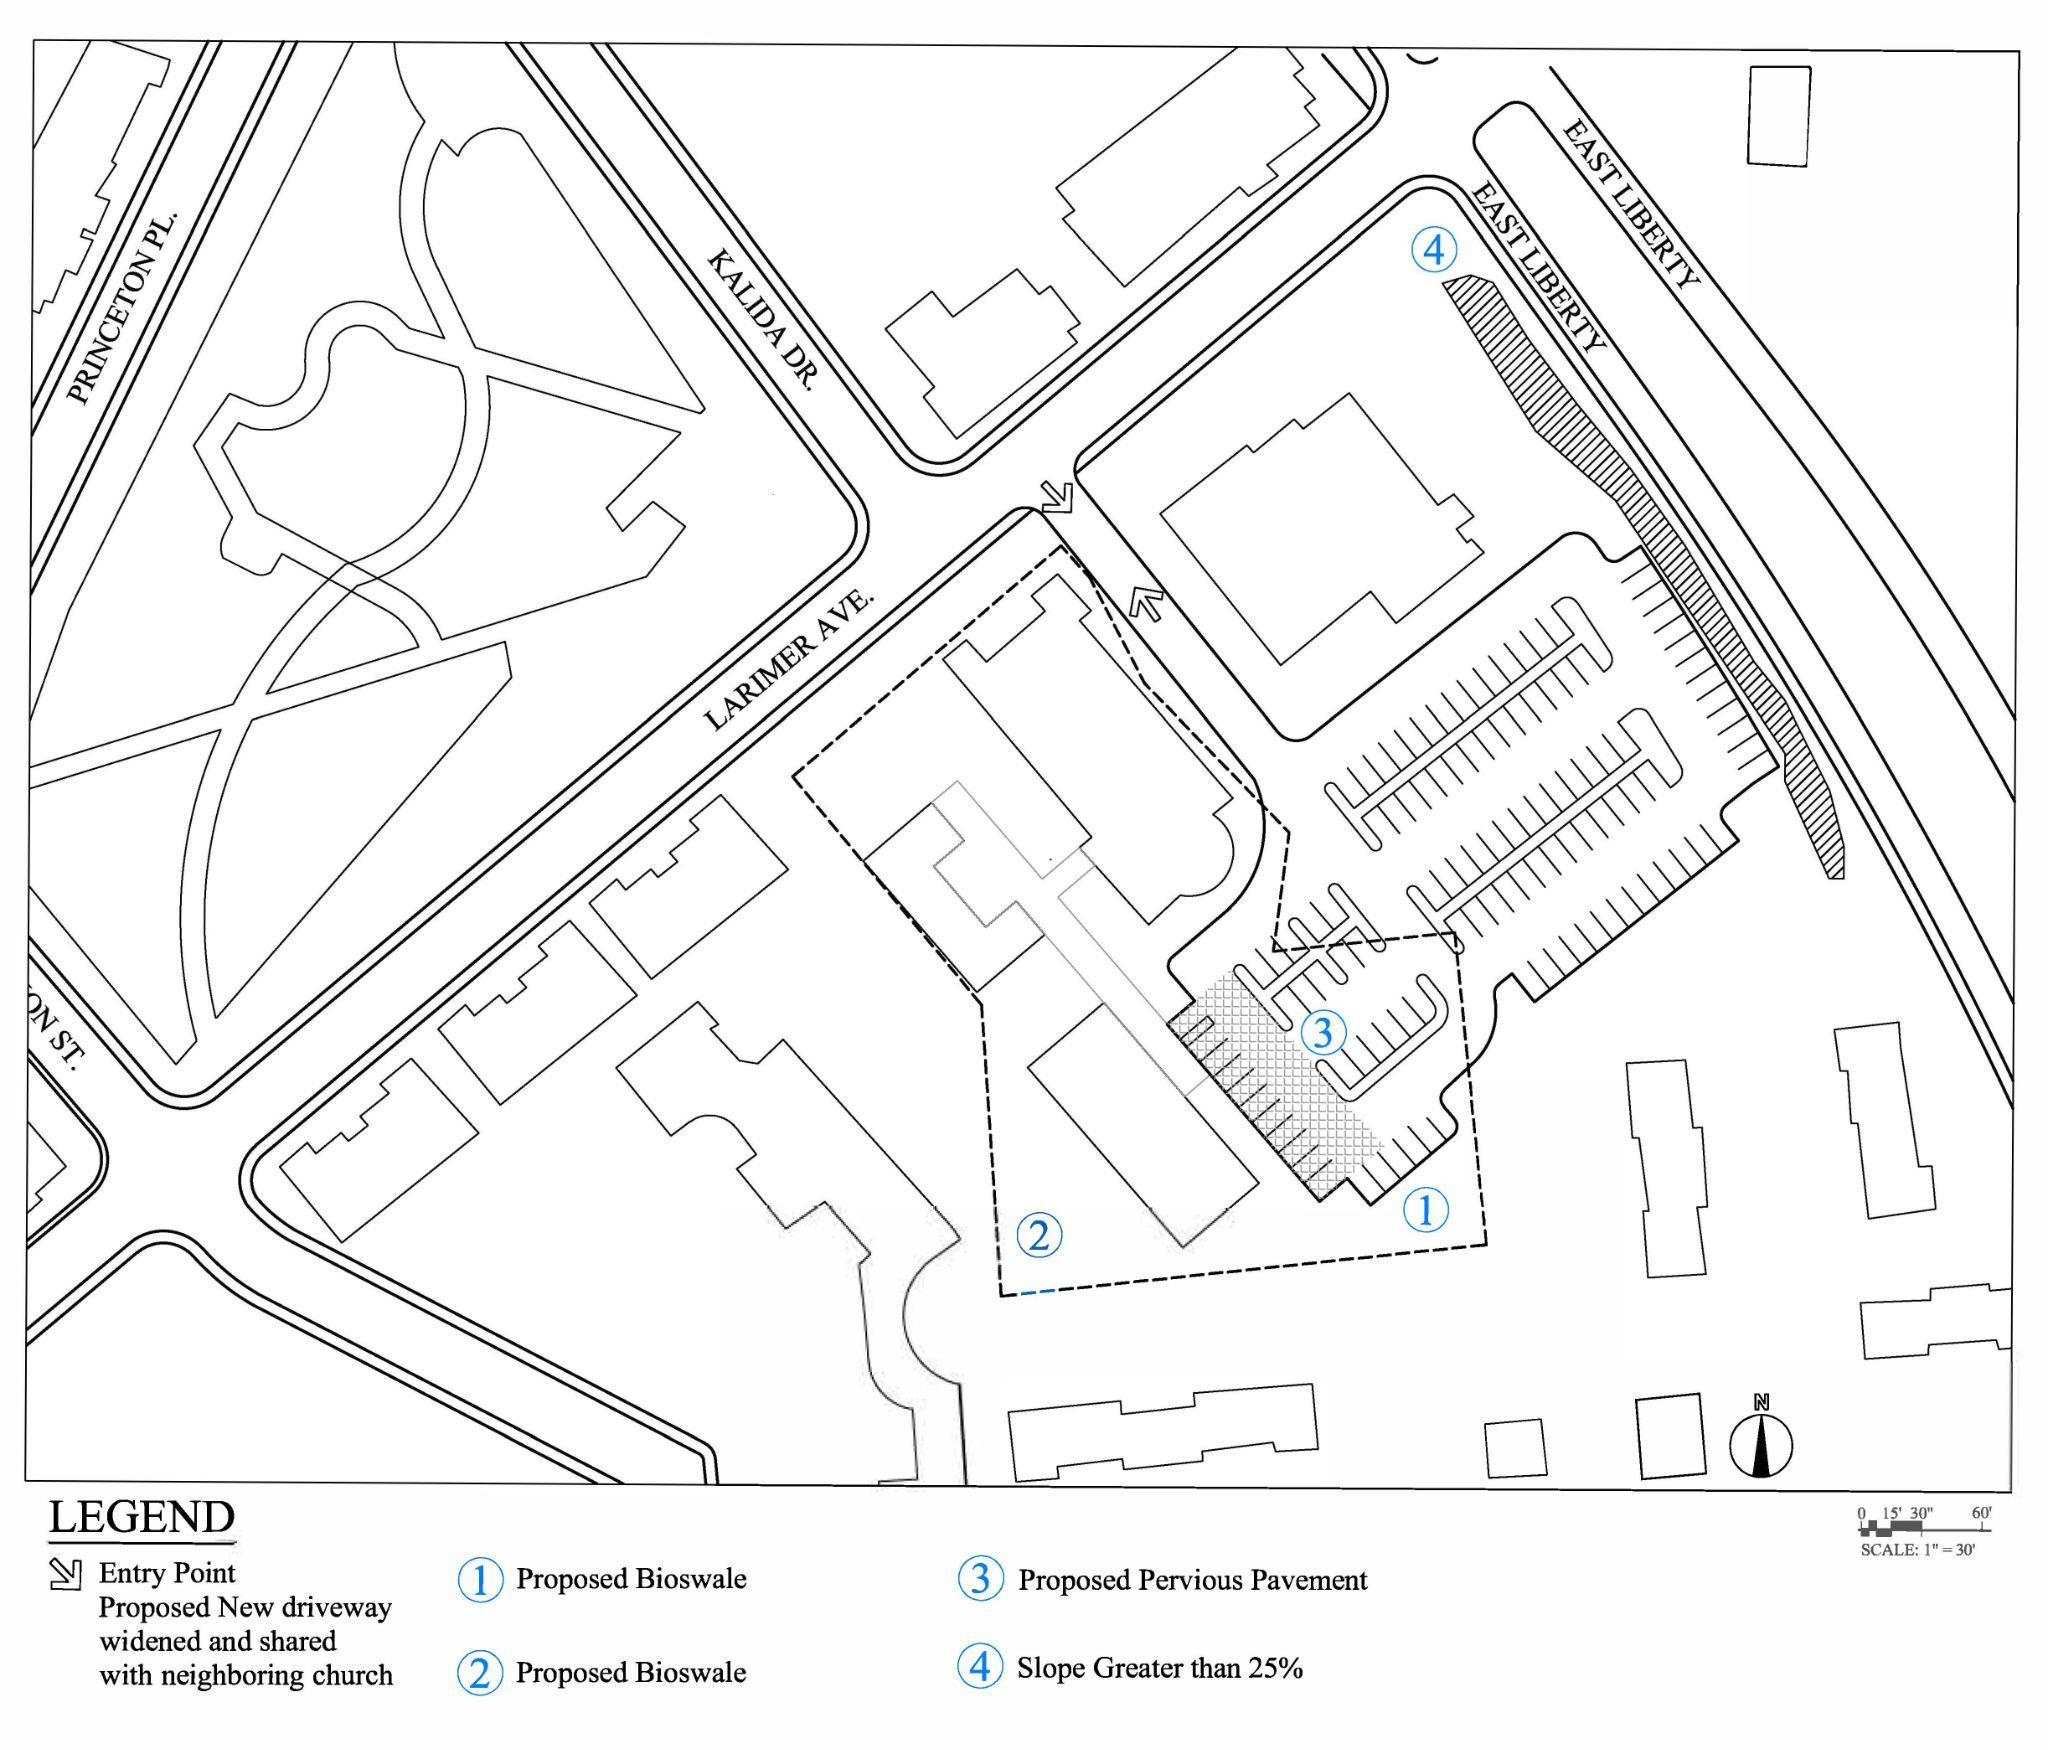 PRINCETON PL.
KALIDA DR.
EAST LIBERTY
EAST LIBERTY
LARIMER AVE.
ON ST.
4
3
1
2
N
LEGEND
Entry Point
Proposed New driveway
widened and shared
with neighboring church
1 Proposed Bioswale
2 Proposed Bioswale
3 Proposed Pervious Pavement
4 Slope Greater than 25%
0 15' 30" 60'
SCALE: 1" = 30'